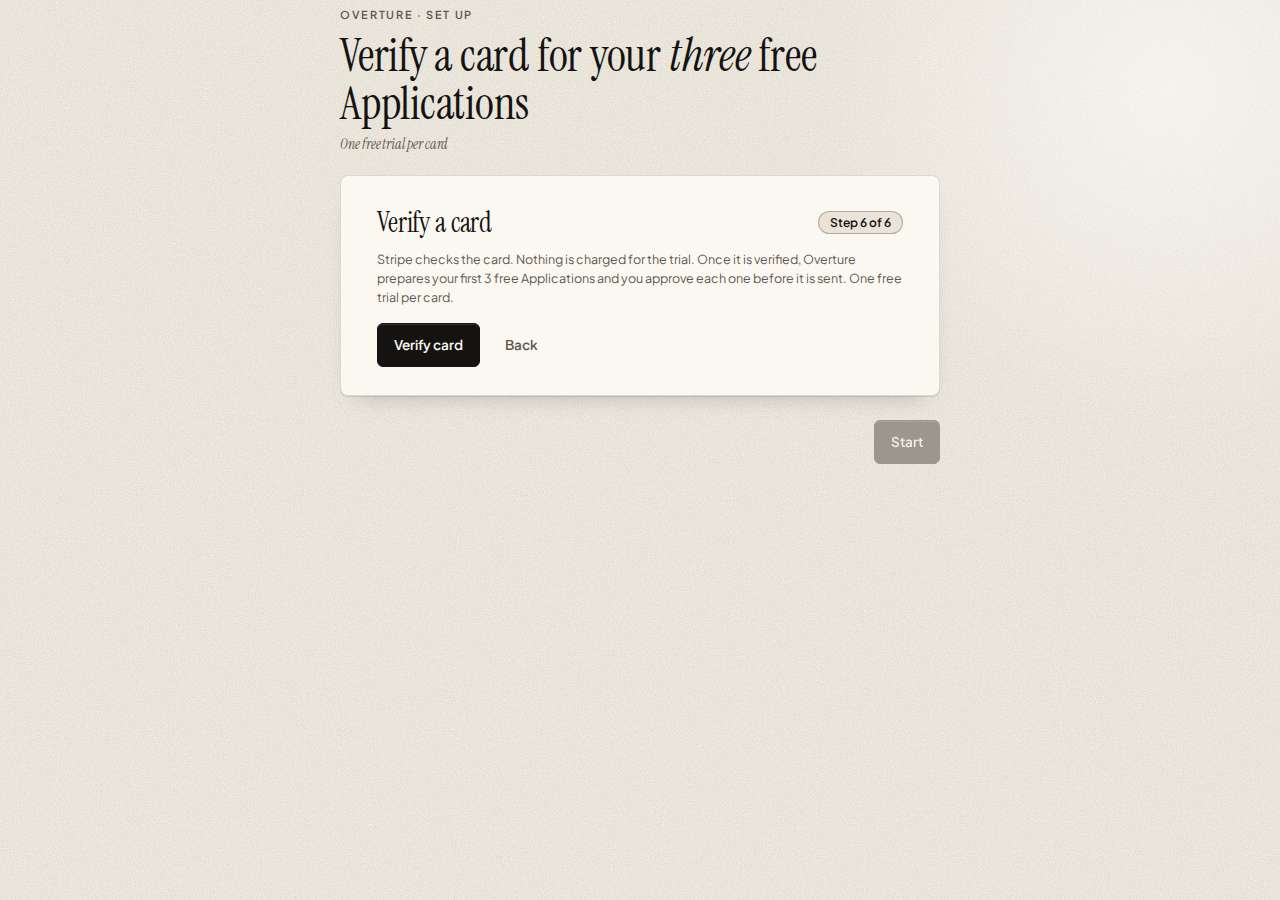 OVERTURE · SET UP
Verify a card for your three free
Applications
One free trial per card
Verify a card
Step 6 of 6
Stripe checks the card. Nothing is charged for the trial. Once it is verified, Overture
prepares your first 3 free Applications and you approve each one before it is sent. One free
trial per card.
Verify card
Back
Start